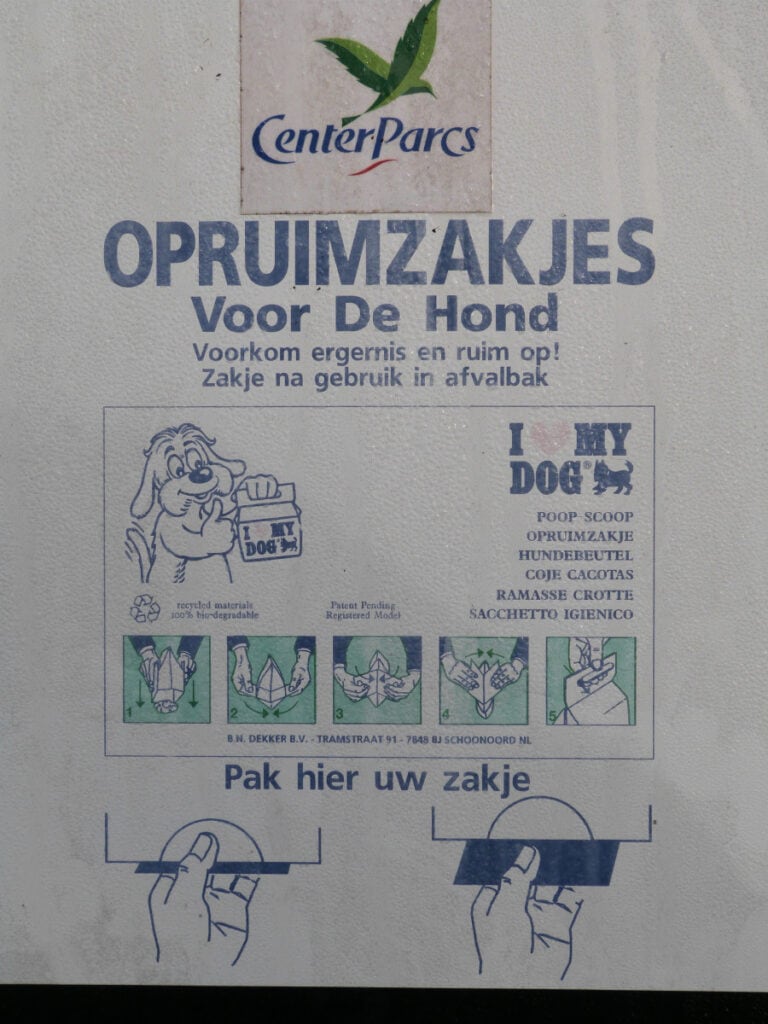 CenterParcs
OPRUIMZAKJES
Voor De Hond
Voorkom ergernis en ruim op!
Zakje na gebruik in afvalbak
I MY
DOG
I MY
DOG®
POOP-SCOOP
OPRUIMZAKJE
HUNDEBEUTEL
COJE CACOTAS
RAMASSE CROTTE
SACCHETTO IGIENICO
recycled materials
100% bio-degradable
Patent Pending
Registered Model
1
2
3
4
5
B.N. DEKKER B.V. - TRAMSTRAAT 91 - 7848 BJ SCHOONOORD NL
Pak hier uw zakje